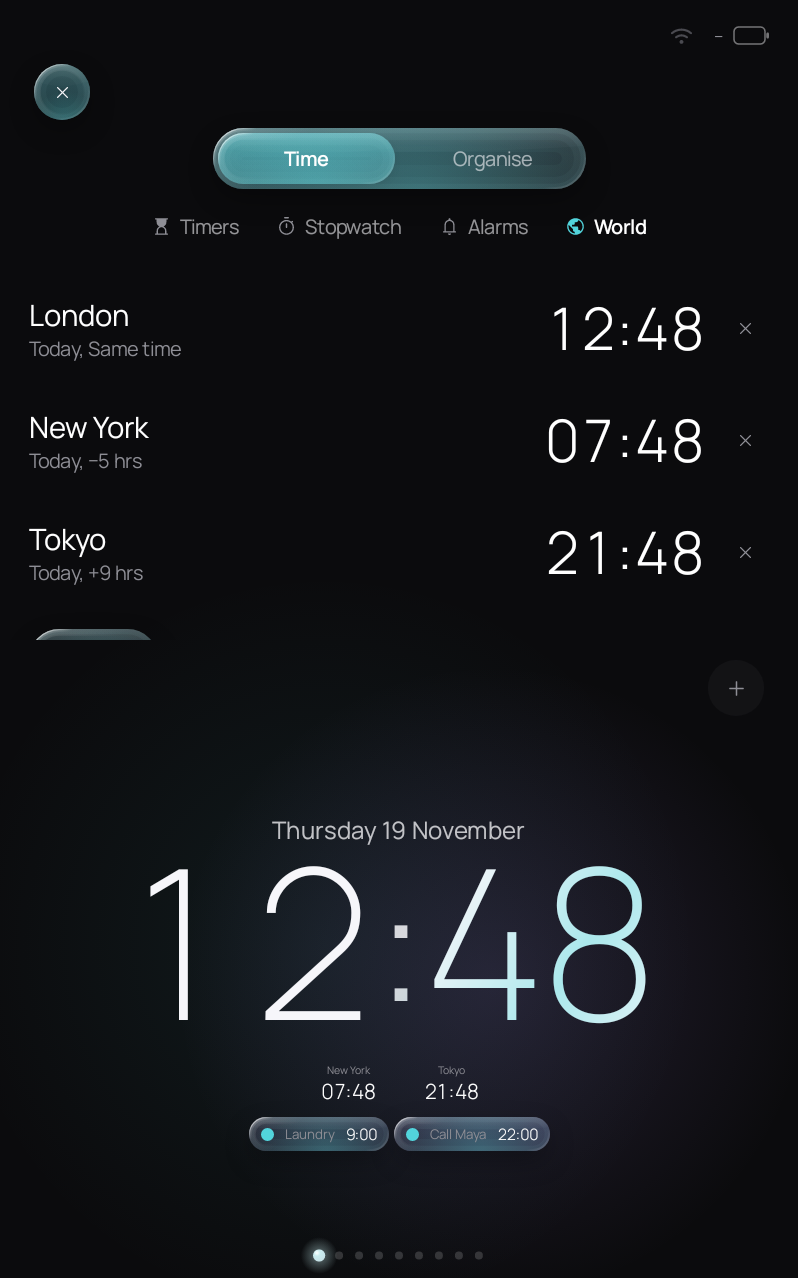 –
Time Organise
Timers Stopwatch Alarms World
London
Today, Same time
12:48
New York
Today, −5 hrs
07:48
Tokyo
Today, +9 hrs
21:48
Thursday 19 November
12:48
New York Tokyo
07:48 21:48
Laundry 9:00 Call Maya 22:00